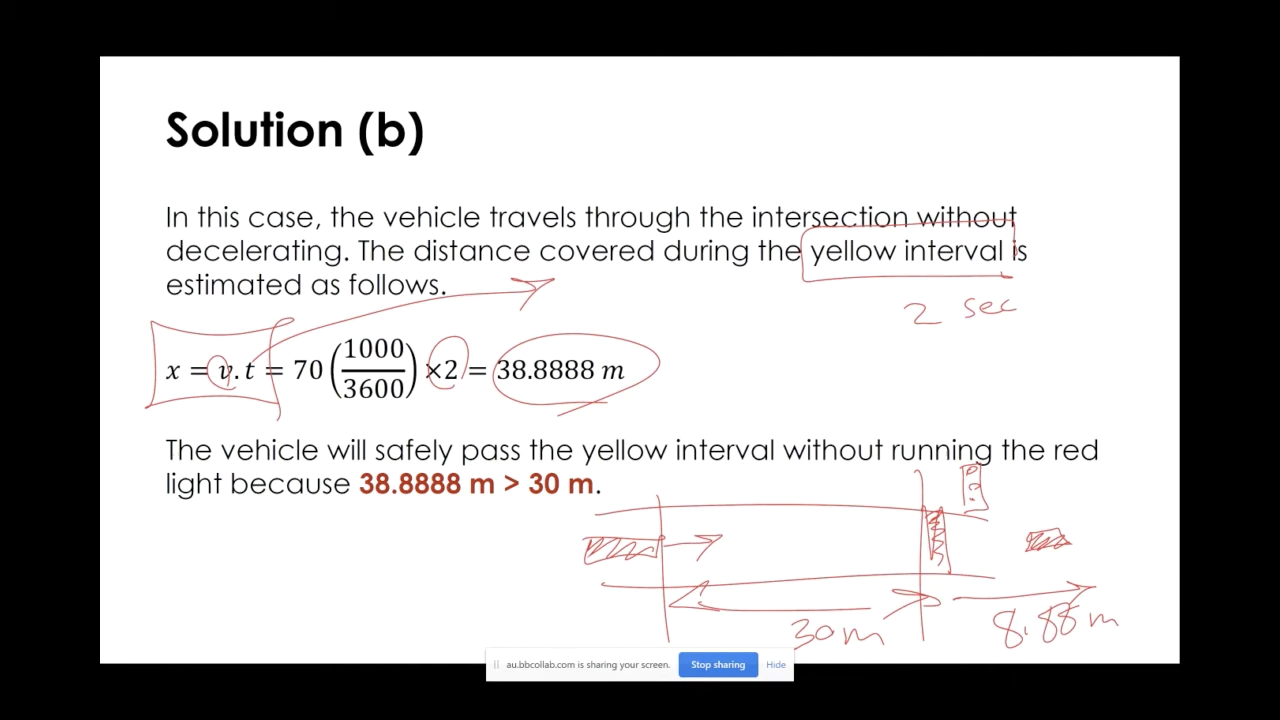 Solution (b)
In this case, the vehicle travels through the intersection without
decelerating. The distance covered during the yellow interval is
estimated as follows.
2 sec
x = v.t = 70 (1000/3600) ×2 = 38.8888 m
The vehicle will safely pass the yellow interval without running the red
light because 38.8888 m > 30 m.
30m
8.88 m
au.bbcollab.com is sharing your screen.
Stop sharing
Hide